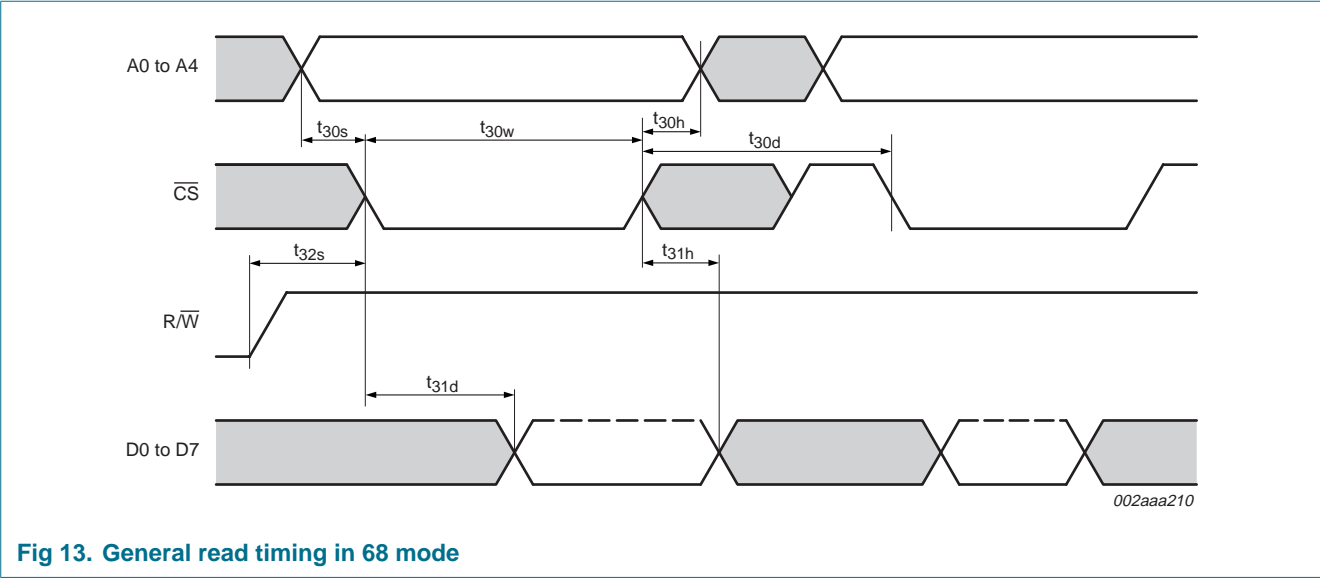 A0 to A4
t30s
t30w
t30h
t30d
CS
t32s
t31h
R/W
t31d
D0 to D7
002aaa210
Fig 13. General read timing in 68 mode